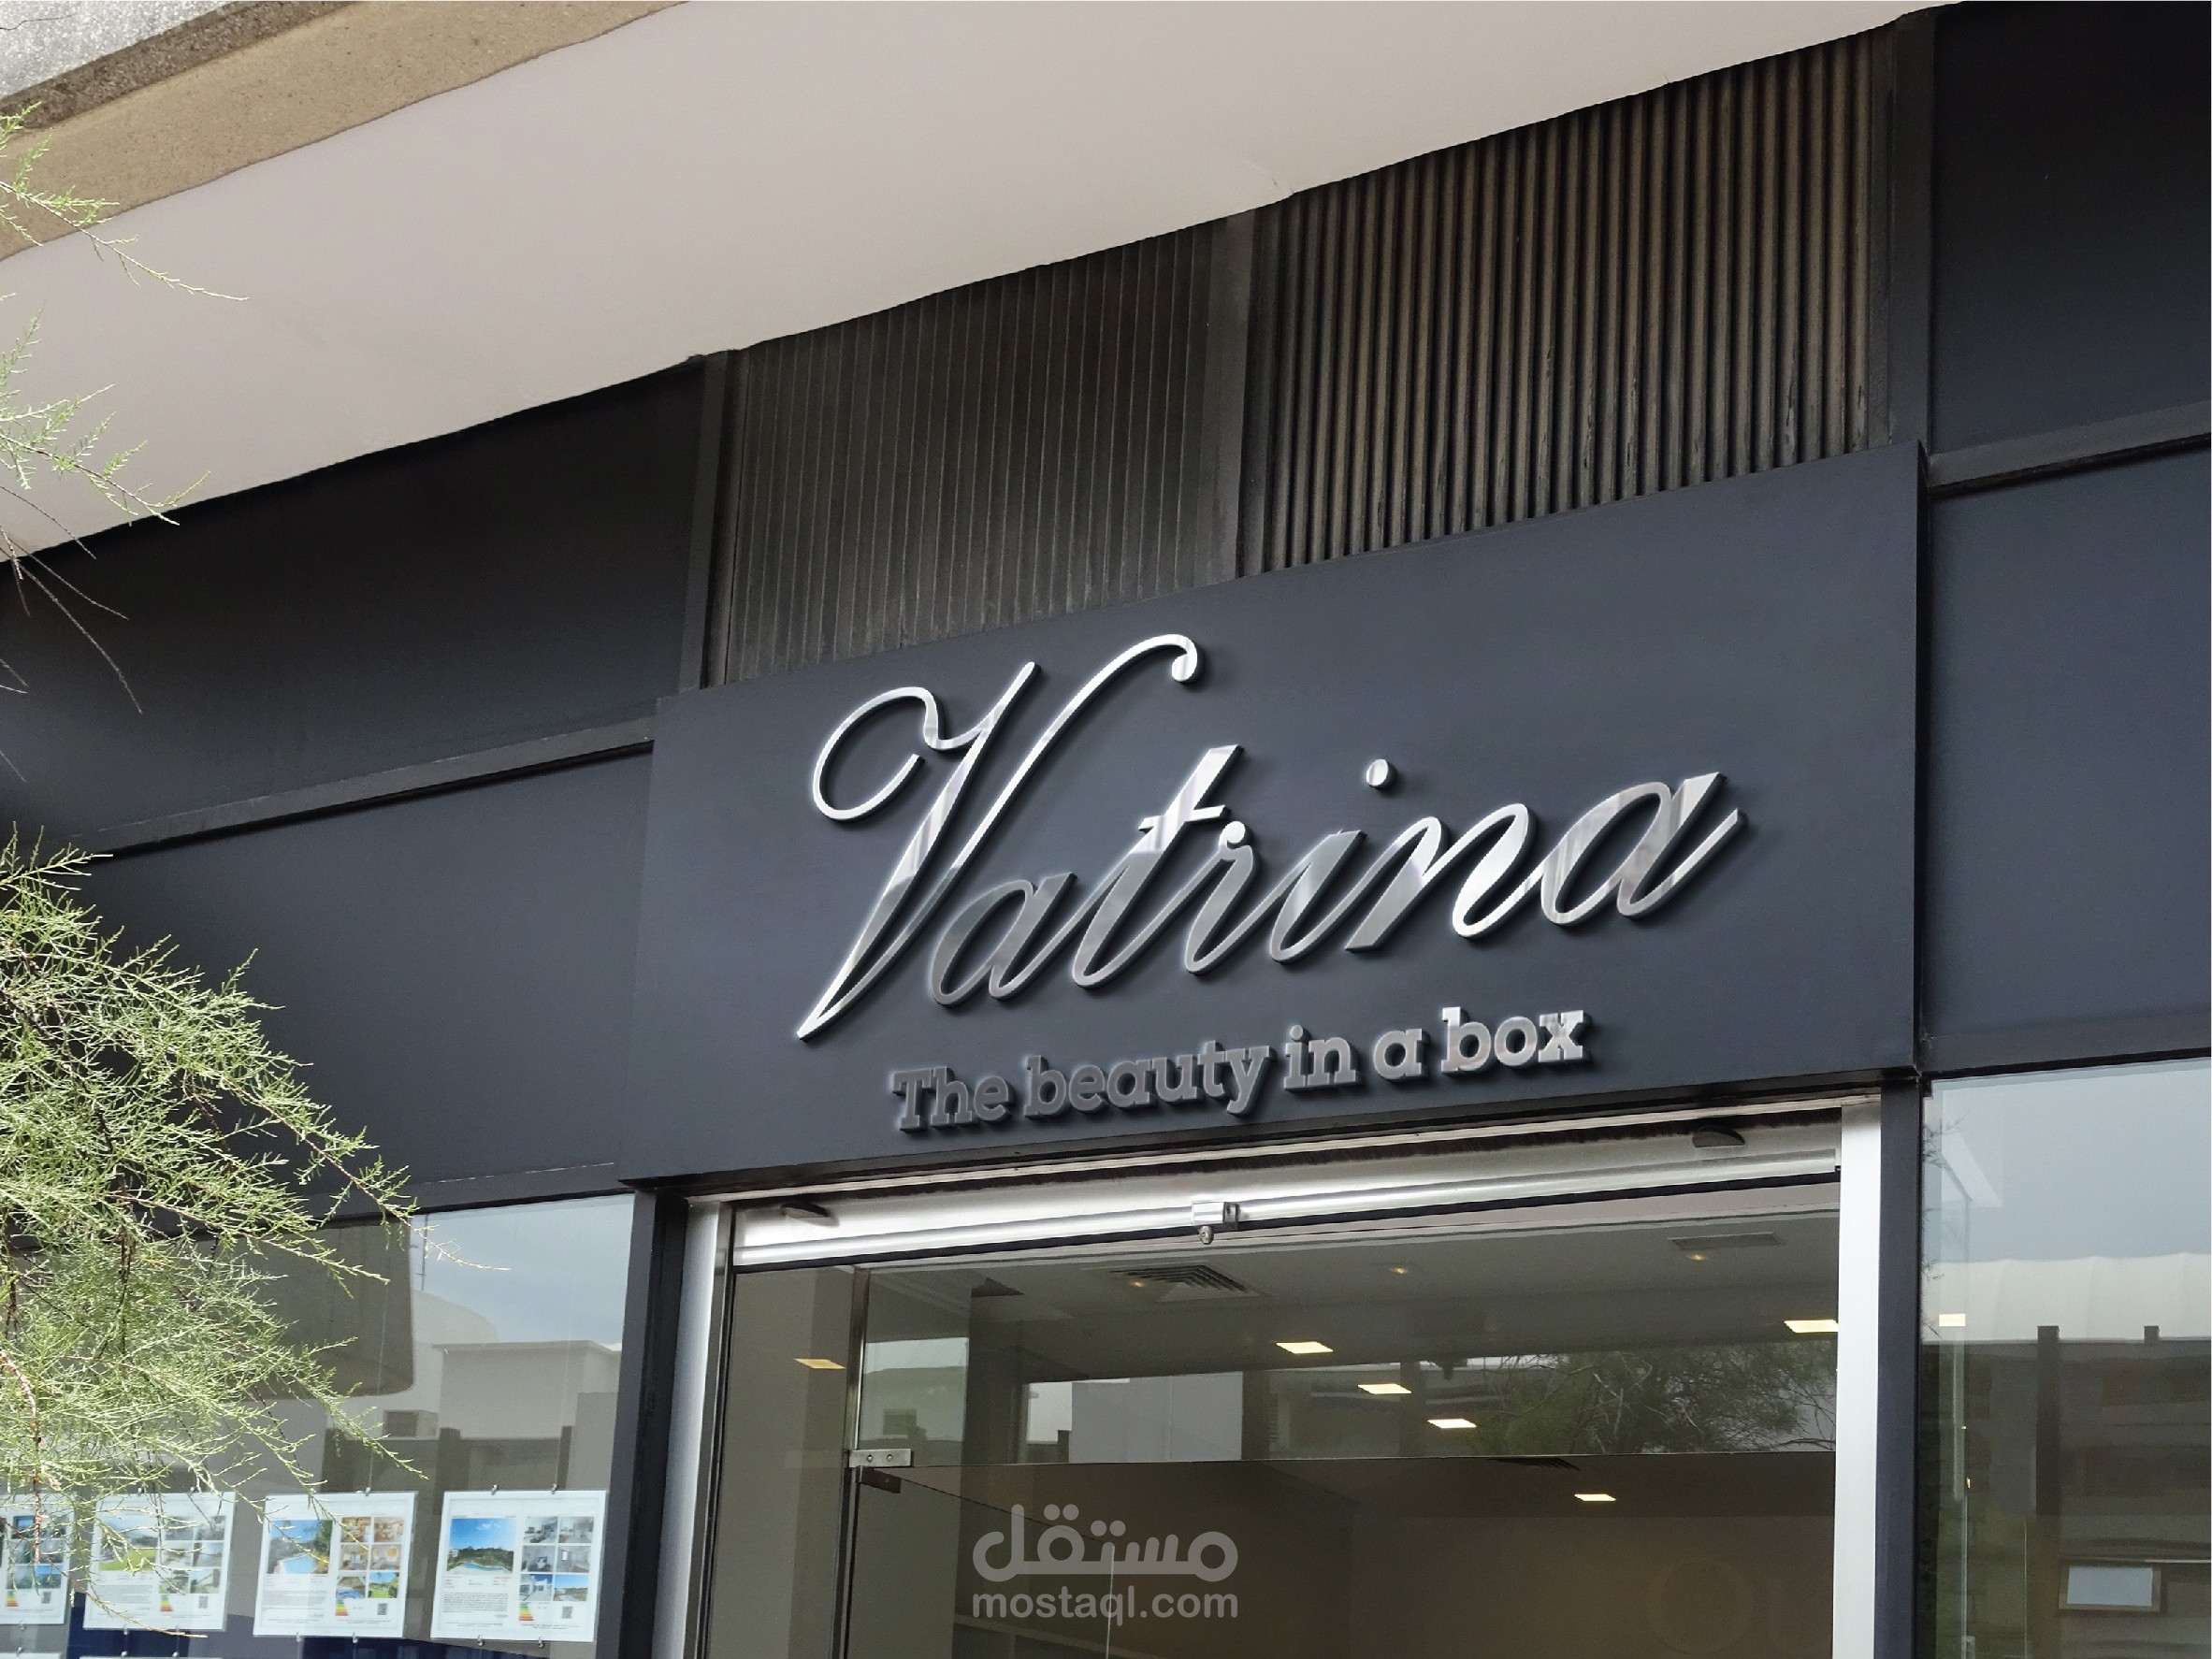 Vatrina
The beauty in a box
مستقل
mostaql.com